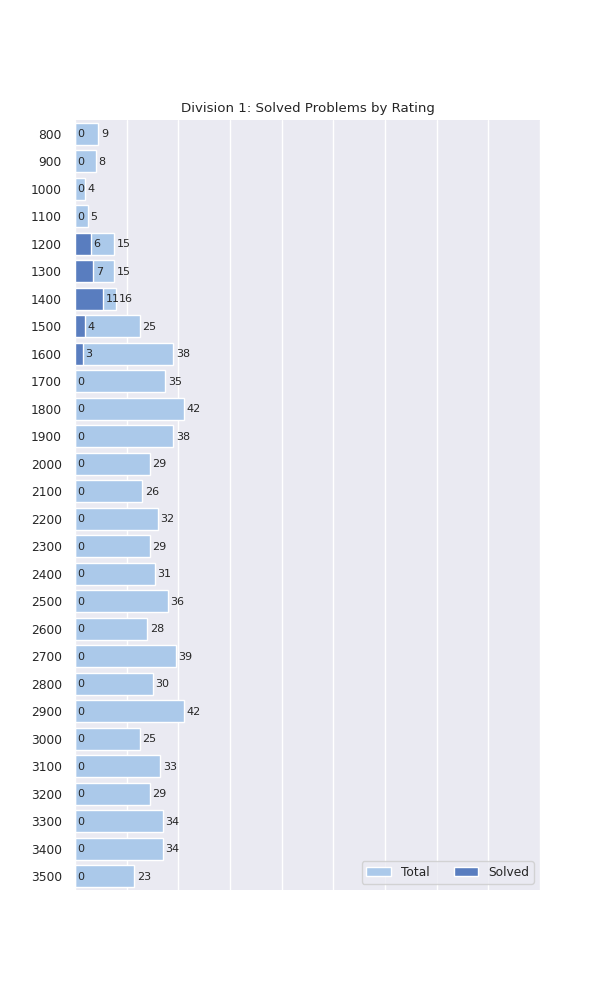 Division 1: Solved Problems by Rating
800 0 9
900 0 8
1000 0 4
1100 0 5
1200 6 15
1300 7 15
1400 11 16
1500 4 25
1600 3 38
1700 0 35
1800 0 42
1900 0 38
2000 0 29
2100 0 26
2200 0 32
2300 0 29
2400 0 31
2500 0 36
2600 0 28
2700 0 39
2800 0 30
2900 0 42
3000 0 25
3100 0 33
3200 0 29
3300 0 34
3400 0 34
3500 0 23
Total Solved